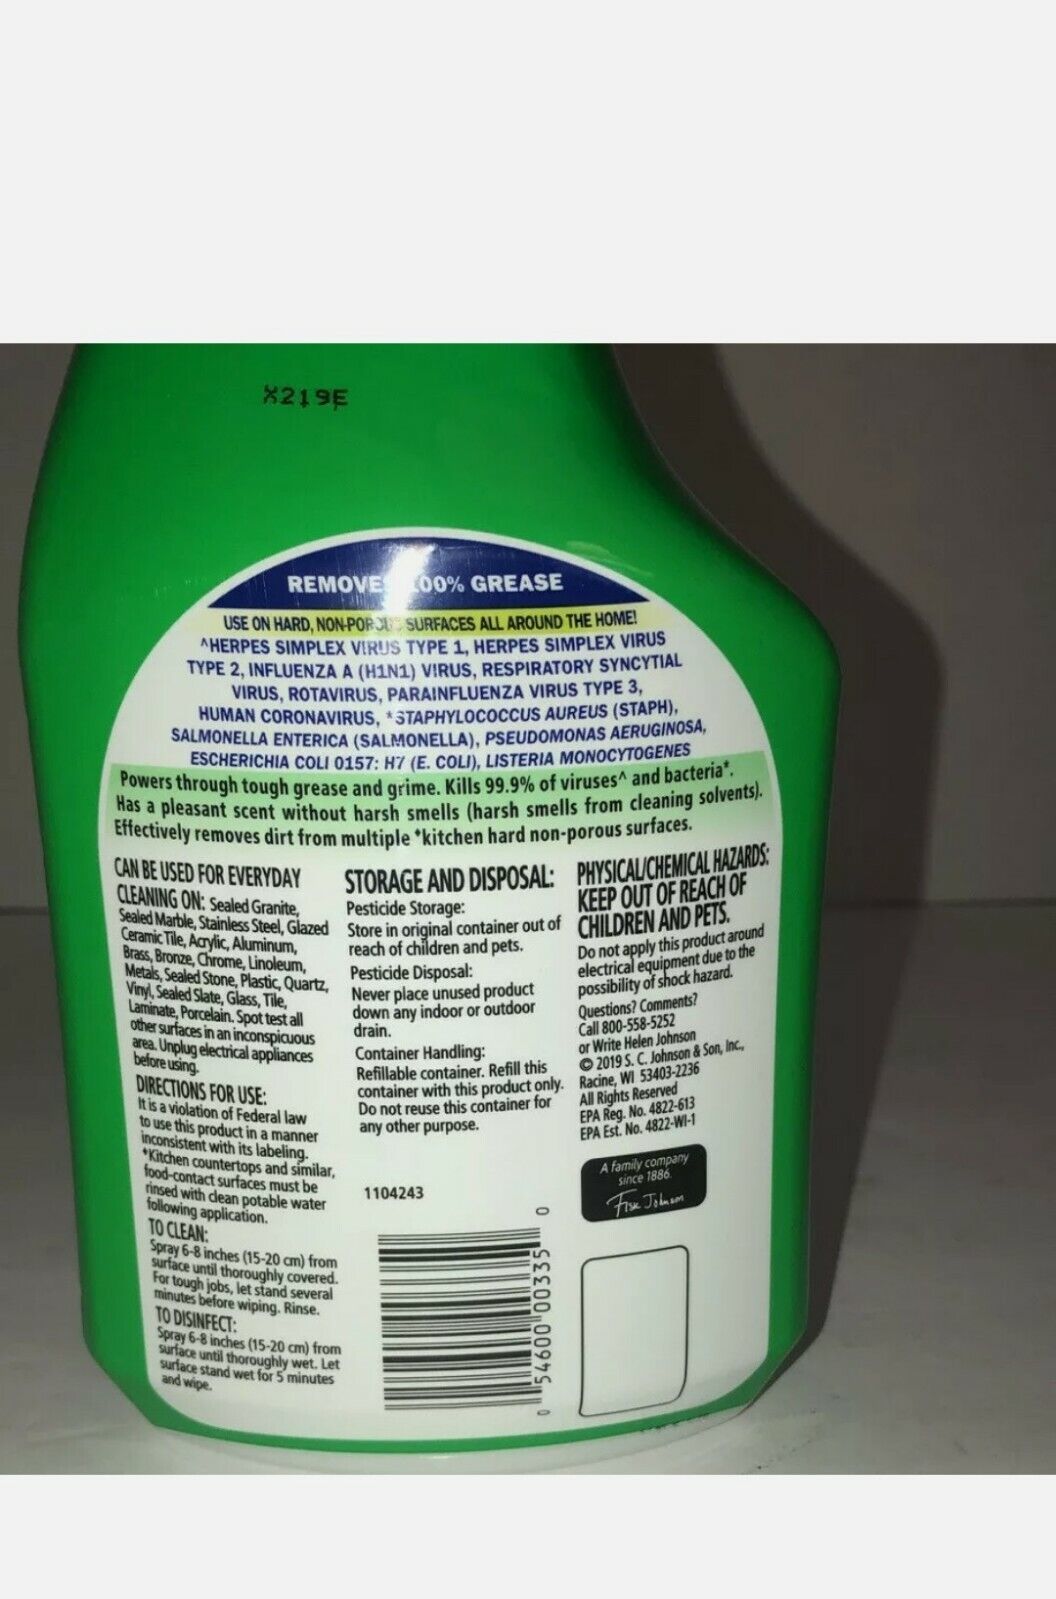 X219E
REMOVES 100% GREASE
USE ON HARD, NON-POROUS SURFACES ALL AROUND THE HOME!
^HERPES SIMPLEX VIRUS TYPE 1, HERPES SIMPLEX VIRUS
TYPE 2, INFLUENZA A (H1N1) VIRUS, RESPIRATORY SYNCYTIAL
VIRUS, ROTAVIRUS, PARAINFLUENZA VIRUS TYPE 3,
HUMAN CORONAVIRUS, *STAPHYLOCOCCUS AUREUS (STAPH),
SALMONELLA ENTERICA (SALMONELLA), PSEUDOMONAS AERUGINOSA,
ESCHERICHIA COLI 0157: H7 (E. COLI), LISTERIA MONOCYTOGENES
Powers through tough grease and grime. Kills 99.9% of viruses^ and bacteria*.
Has a pleasant scent without harsh smells (harsh smells from cleaning solvents).
Effectively removes dirt from multiple *kitchen hard non-porous surfaces.
CAN BE USED FOR EVERYDAY
CLEANING ON: Sealed Granite,
Sealed Marble, Stainless Steel, Glazed
Ceramic Tile, Acrylic, Aluminum,
Brass, Bronze, Chrome, Linoleum,
Metals, Sealed Stone, Plastic, Quartz,
Vinyl, Sealed Slate, Glass, Tile,
Laminate, Porcelain. Spot test all
other surfaces in an inconspicuous
area. Unplug electrical appliances
before using.
DIRECTIONS FOR USE:
It is a violation of Federal law
to use this product in a manner
inconsistent with its labeling.
*Kitchen countertops and similar,
food-contact surfaces must be
rinsed with clean potable water
following application.
TO CLEAN:
Spray 6-8 inches (15-20 cm) from
surface until thoroughly covered.
For tough jobs, let stand several
minutes before wiping. Rinse.
TO DISINFECT:
Spray 6-8 inches (15-20 cm) from
surface until thoroughly wet. Let
surface stand wet for 5 minutes
and wipe.
STORAGE AND DISPOSAL:
Pesticide Storage:
Store in original container out of
reach of children and pets.
Pesticide Disposal:
Never place unused product
down any indoor or outdoor
drain.
Container Handling:
Refillable container. Refill this
container with this product only.
Do not reuse this container for
any other purpose.
1104243
0 54600 00335 0
PHYSICAL/CHEMICAL HAZARDS:
KEEP OUT OF REACH OF
CHILDREN AND PETS.
Do not apply this product around
electrical equipment due to the
possibility of shock hazard.
Questions? Comments?
Call 800-558-5252
or Write Helen Johnson
© 2019 S. C. Johnson & Son, Inc.,
Racine, WI 53403-2236
All Rights Reserved
EPA Reg. No. 4822-613
EPA Est. No. 4822-WI-1
A family company
since 1886.
Fisk Johnson